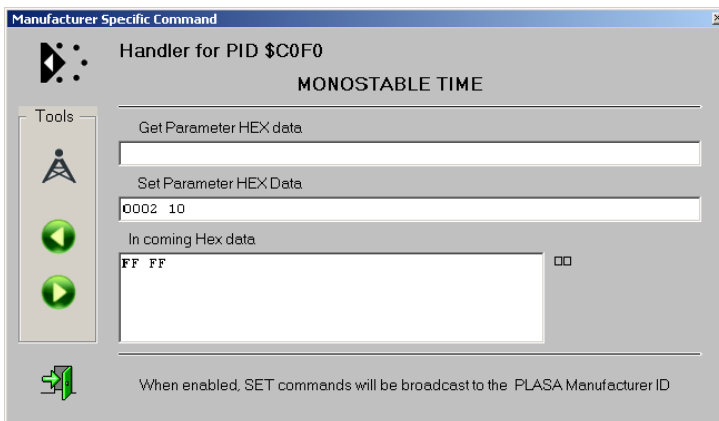 Manufacturer Specific Command
Handler for PID $C0F0
MONOSTABLE TIME
Tools
Get Parameter HEX data
Set Parameter HEX Data
0002 10
In coming Hex data
FF FF
When enabled, SET commands will be broadcast to the PLASA Manufacturer ID